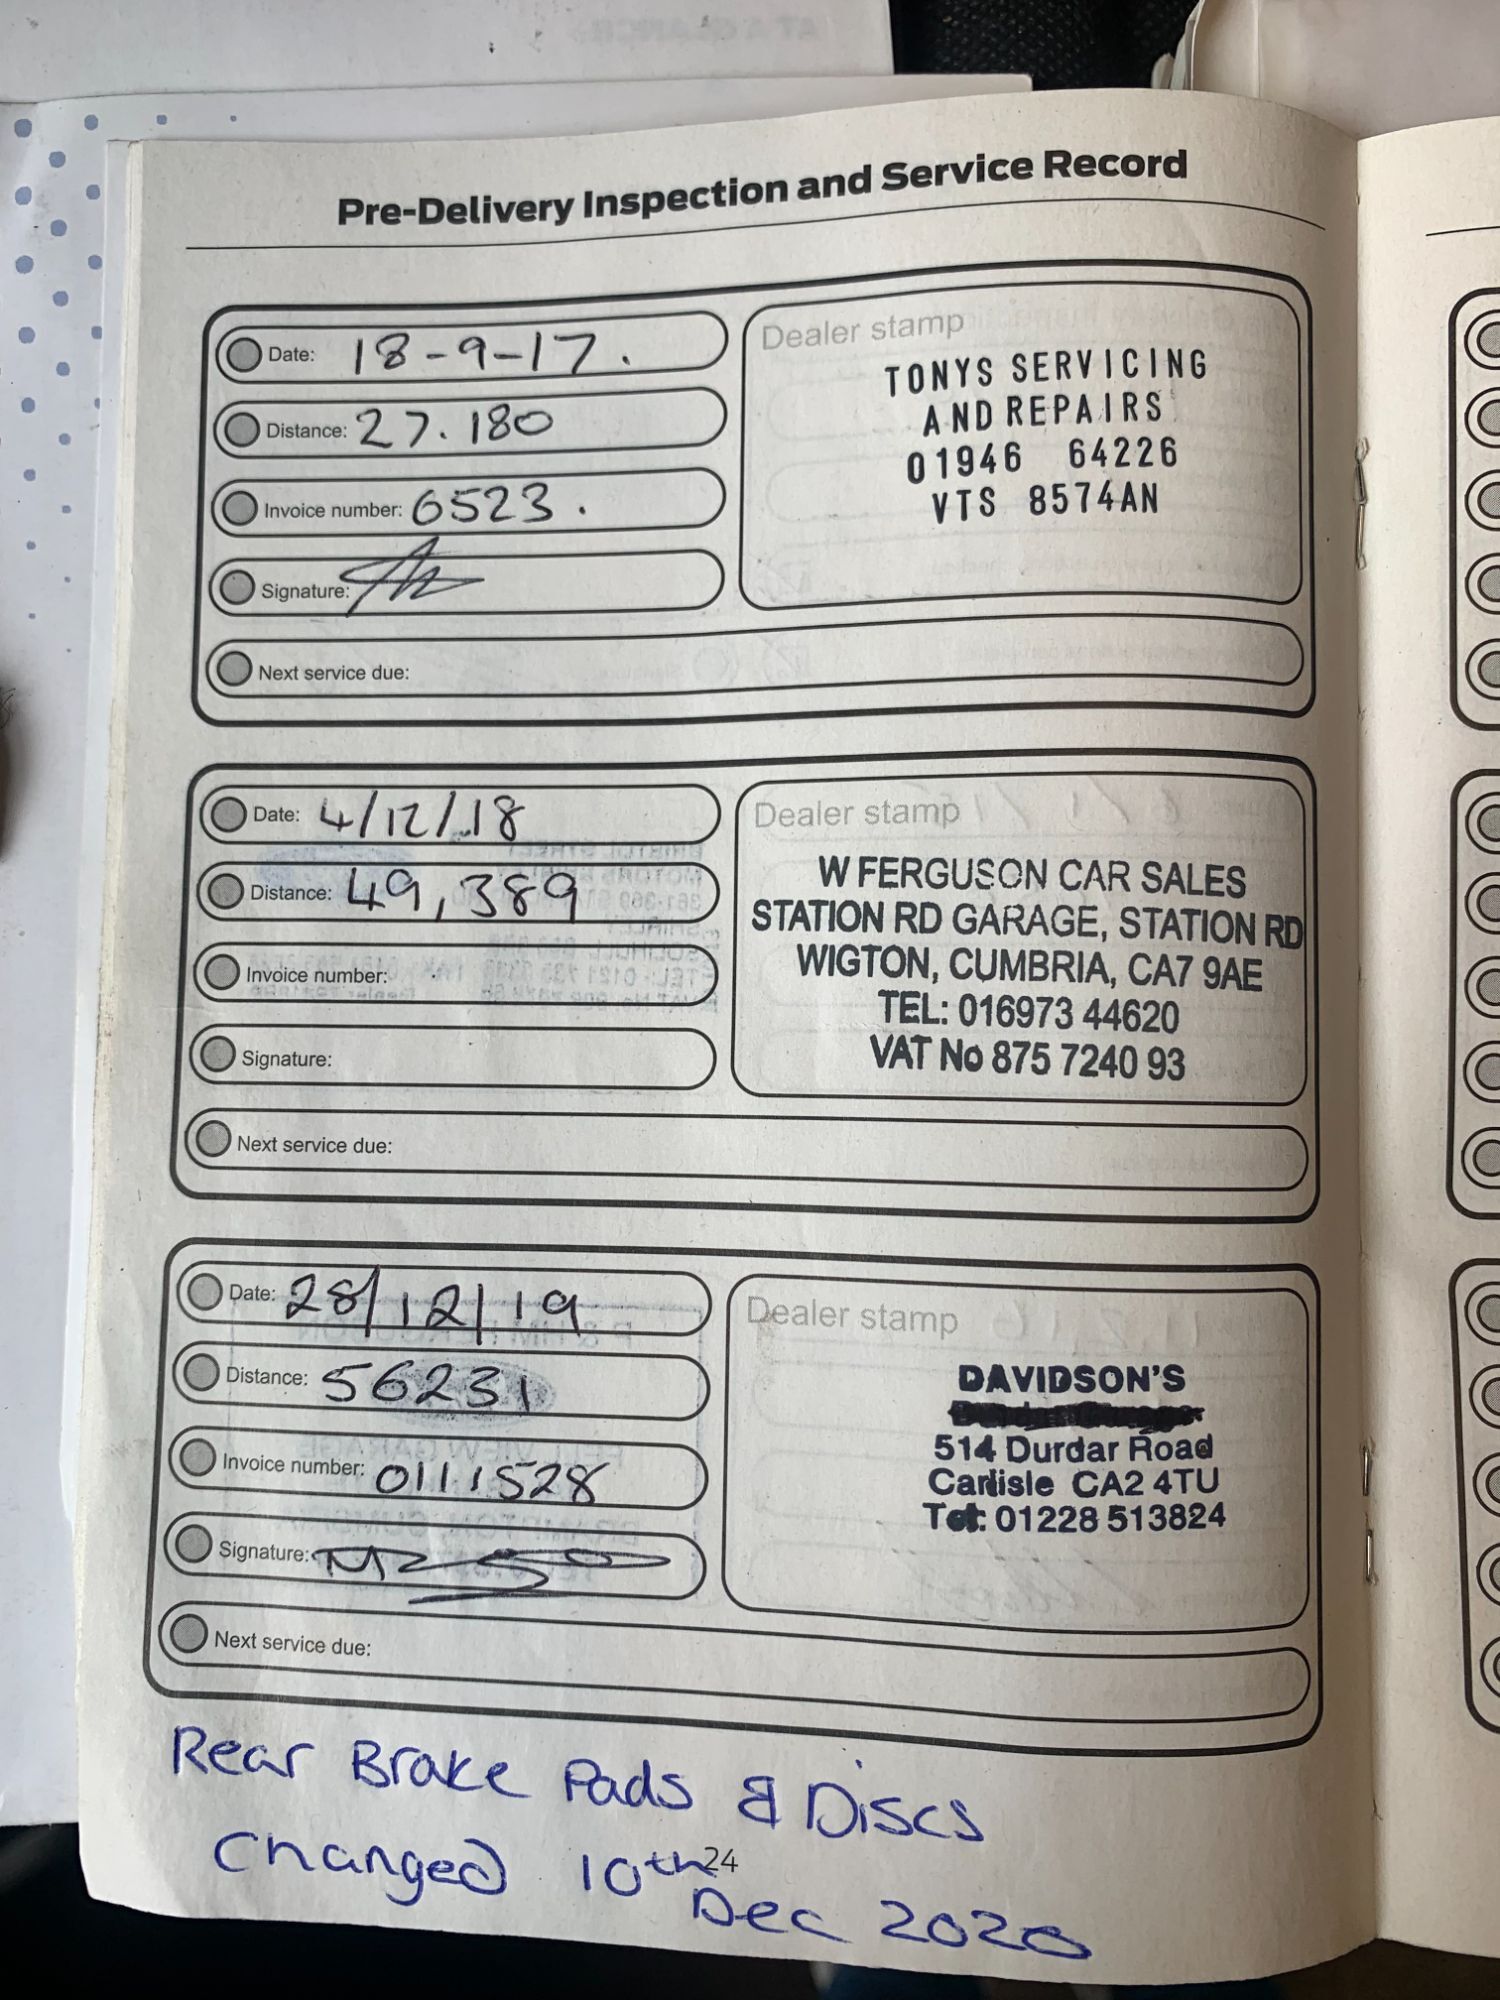 Pre-Delivery Inspection and Service Record
Date: 18-9-17.
Distance: 27.180
Invoice number: 6523.
Signature:
Next service due:
Dealer stamp
TONYS SERVICING
AND REPAIRS
01946 64226
VTS 8574AN
Date: 4/12/18
Distance: 49,389
Invoice number:
Signature:
Next service due:
Dealer stamp
W FERGUSON CAR SALES
STATION RD GARAGE, STATION RD
WIGTON, CUMBRIA, CA7 9AE
TEL: 016973 44620
VAT No 875 7240 93
Date: 28/12/19
Distance: 56231
Invoice number: 0111528
Signature:
Next service due:
Dealer stamp
DAVIDSON'S
514 Durdar Road
Carlisle CA2 4TU
Tel: 01228 513824
Rear Brake Pads & Discs
Changed 10th
24
Dec 2020